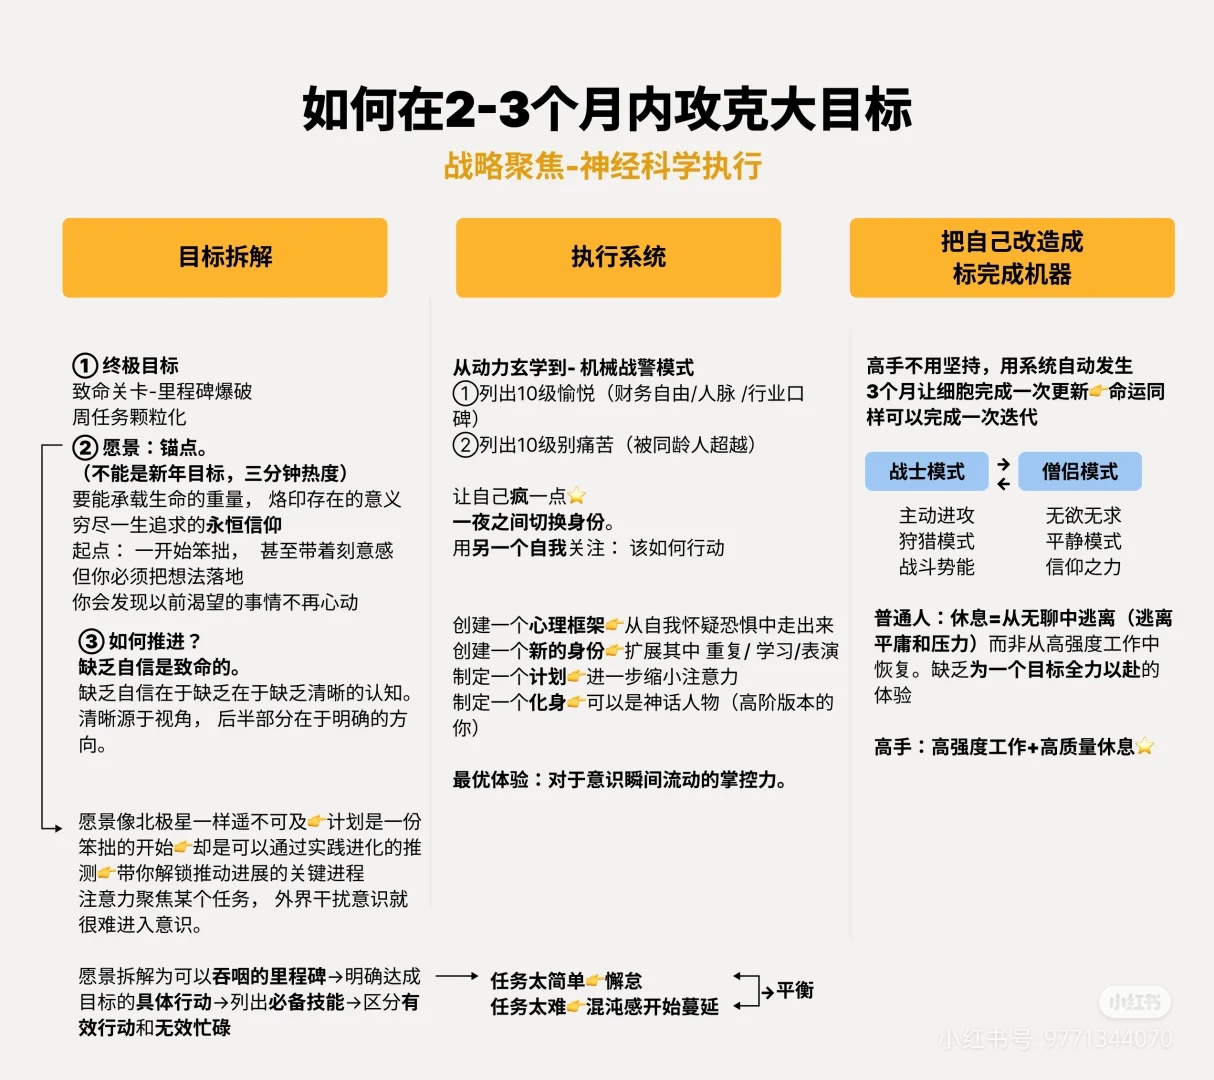 如何在2-3个月内攻克大目标
战略聚焦-神经科学执行
目标拆解
① 终极目标
致命关卡-里程碑爆破
周任务颗粒化
② 愿景：锚点。
（不能是新年目标，三分钟热度）
要能承载生命的重量， 烙印存在的意义
穷尽一生追求的永恒信仰
起点： 一开始笨拙， 甚至带着刻意感
但你必须把想法落地
你会发现以前渴望的事情不再心动
③ 如何推进？
缺乏自信是致命的。
缺乏自信在于缺乏在于缺乏清晰的认知。
清晰源于视角， 后半部分在于明确的方
向。
愿景像北极星一样遥不可及👉计划是一份
笨拙的开始👉却是可以通过实践进化的推
测👉带你解锁推动进展的关键进程
注意力聚焦某个任务， 外界干扰意识就
很难进入意识。
愿景拆解为可以吞咽的里程碑→明确达成
目标的具体行动→列出必备技能→区分有
效行动和无效忙碌
执行系统
从动力玄学到- 机械战警模式
①列出10级愉悦（财务自由/人脉 /行业口
碑）
②列出10级别痛苦（被同龄人超越）
让自己疯一点⭐
一夜之间切换身份。
用另一个自我关注： 该如何行动
创建一个心理框架👉从自我怀疑恐惧中走出来
创建一个新的身份👉扩展其中 重复/ 学习/表演
制定一个计划👉进一步缩小注意力
制定一个化身👉可以是神话人物（高阶版本的
你）
最优体验：对于意识瞬间流动的掌控力。
任务太简单👉懈怠
任务太难👉混沌感开始蔓延
→平衡
把自己改造成
标完成机器
高手不用坚持，用系统自动发生
3个月让细胞完成一次更新👉命运同
样可以完成一次迭代
战士模式
主动进攻
狩猎模式
战斗势能
僧侣模式
无欲无求
平静模式
信仰之力
普通人：休息=从无聊中逃离（逃离
平庸和压力）而非从高强度工作中
恢复。缺乏为一个目标全力以赴的
体验
高手：高强度工作+高质量休息⭐
小红书
小红书号: 9771344070